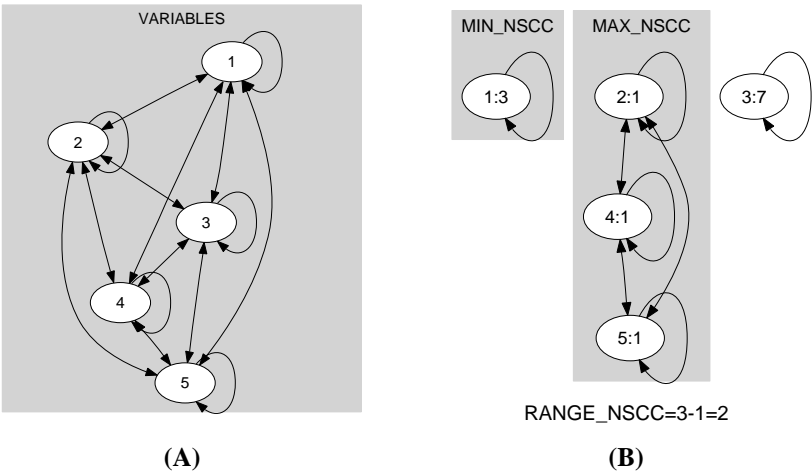 VARIABLES
1
2
3
4
5
(A)
MIN_NSCC
MAX_NSCC
1:3
2:1
3:7
4:1
5:1
RANGE_NSCC=3-1=2
(B)